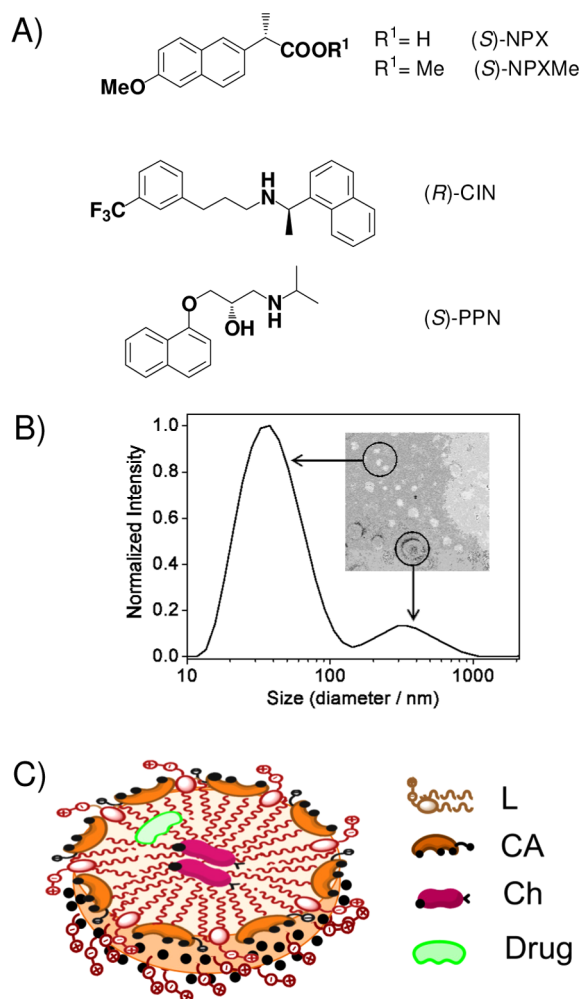 A)
R¹ = H (S)-NPX
COOR¹
R¹ = Me (S)-NPXMe
MeO
H
N
F₃C
(R)-CIN
O
OH
N
H
(S)-PPN
B)
Normalized Intensity
1.0
0.8
0.6
0.4
0.2
0.0
10 100 1000
Size (diameter / nm)
C)
L
CA
Ch
Drug